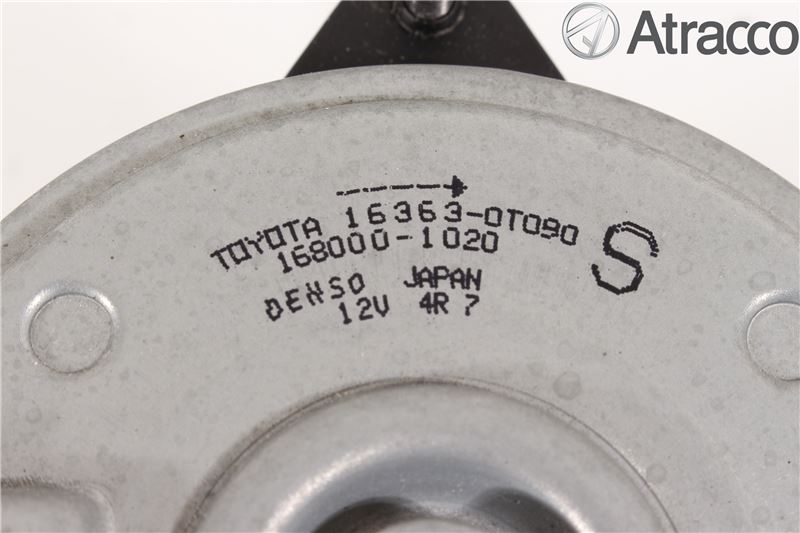 Atracco
TOYOTA 16363-0T090
168000-1020
S
DENSO JAPAN
12V 4R 7